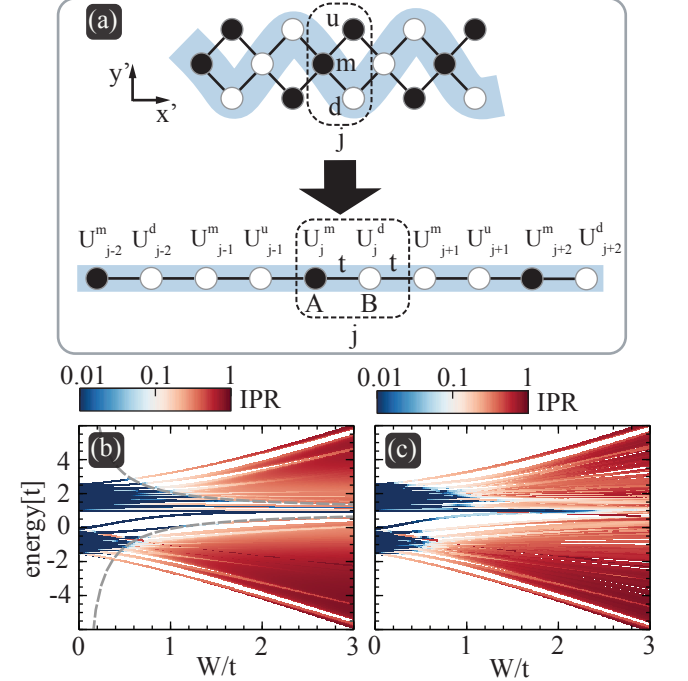 (a)
u
y'
m
x'
d
j
U^m_{j-2} U^d_{j-2} U^m_{j-1} U^u_{j-1} U^m_j U^d_j U^m_{j+1} U^u_{j+1} U^m_{j+2} U^d_{j+2}
t t
A B
j
0.01 0.1 1 0.01 0.1 1
IPR IPR
(b) (c)
4
2
0
-2
-4
energy[t]
0 1 2 3 0 1 2 3
W/t W/t